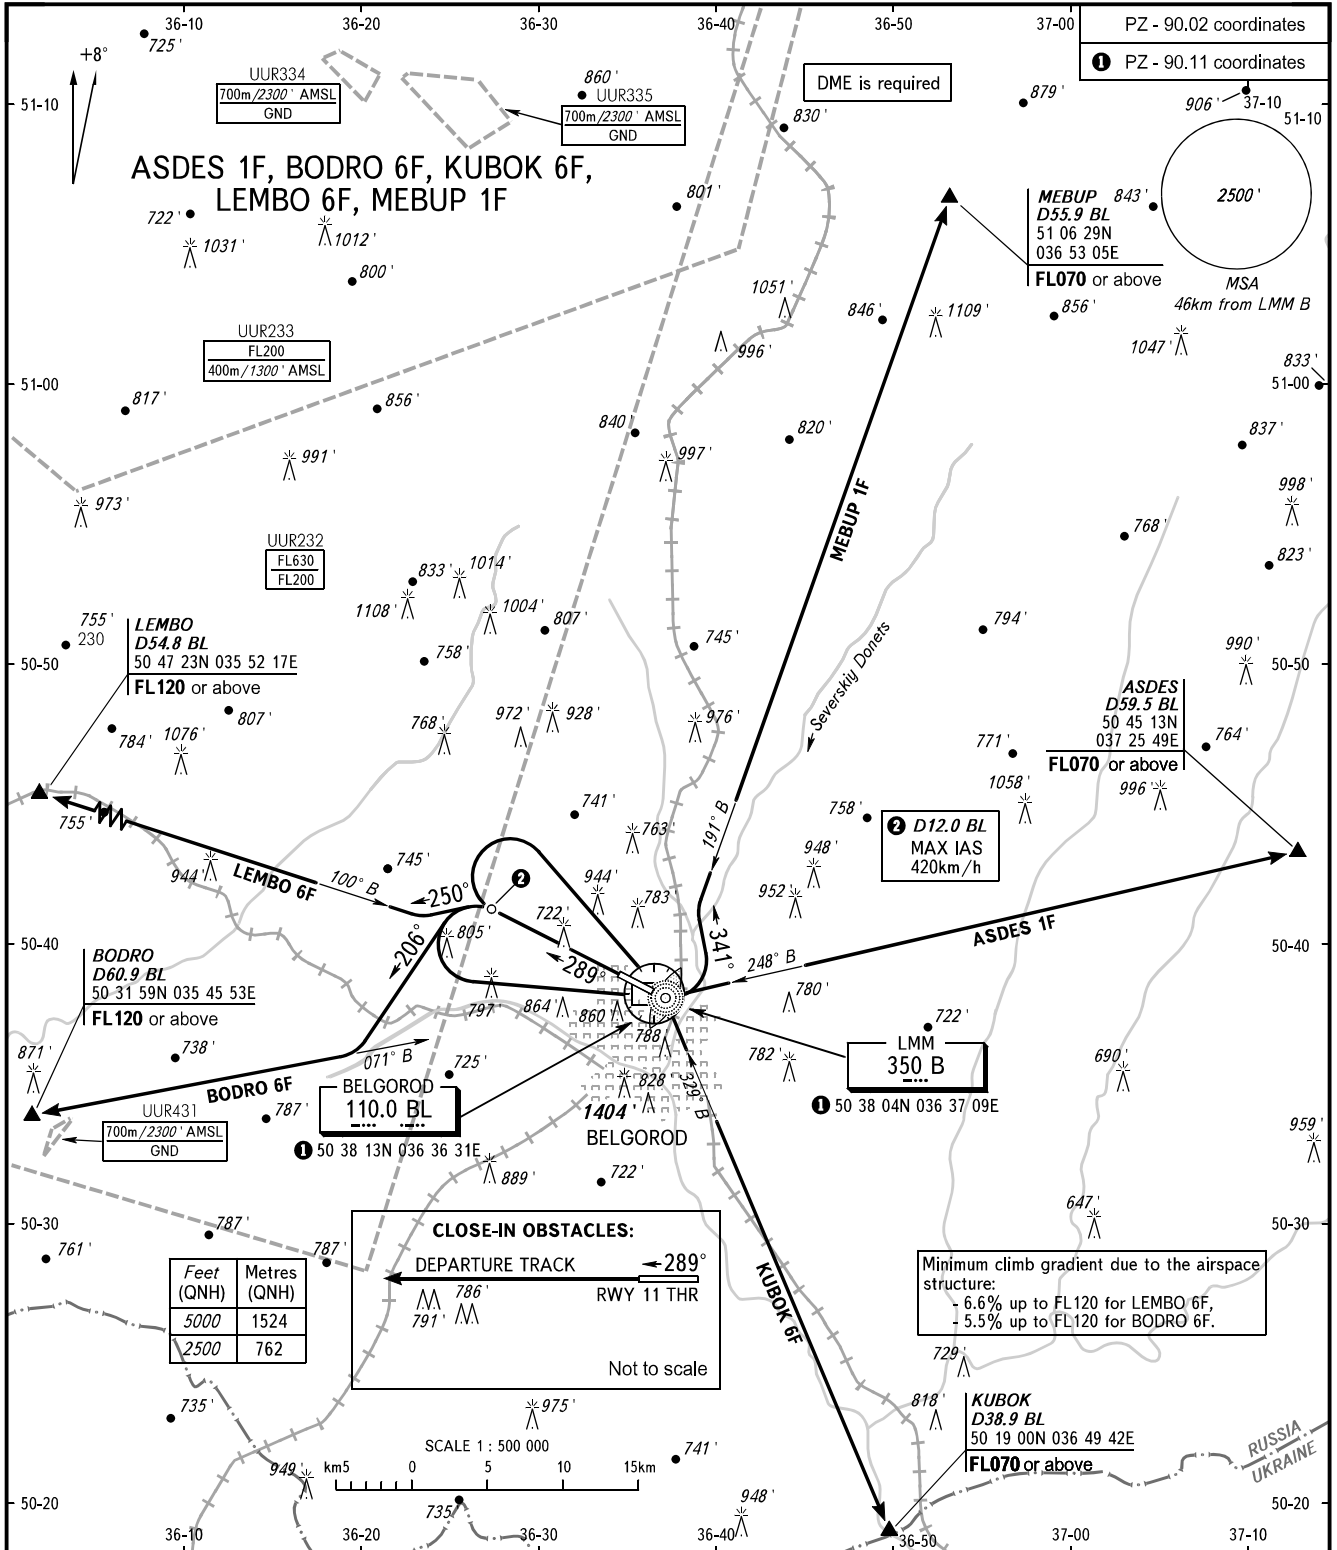 36-10
36-20
36-30
36-40
36-50
37-00
PZ - 90.02 coordinates
❶ PZ - 90.11 coordinates
725'
+8°
UUR334
700m/2300' AMSL
GND
860'
UUR335
700m/2300' AMSL
GND
DME is required
830'
879'
906'
37-10
51-10
51-10
ASDES 1F, BODRO 6F, KUBOK 6F,
LEMBO 6F, MEBUP 1F
722'
1031'
1012'
800'
801'
MEBUP
D55.9 BL
51 06 29N
036 53 05E
FL070 or above
843'
2500'
MSA
46km from LMM B
1051'
996'
846'
1109'
856'
1047'
833'
UUR233
FL200
400m/1300' AMSL
51-00
51-00
817'
856'
840'
820'
837'
991'
997'
998'
973'
MEBUP 1F
768'
823'
UUR232
FL630
FL200
833'
1014'
1108'
1004'
807'
745'
794'
755'
230
LEMBO
D54.8 BL
50 47 23N 035 52 17E
FL120 or above
50-50
758'
990'
50-50
Severskiy Donets
ASDES
D59.5 BL
50 45 13N
037 25 49E
FL070 or above
784'
807'
1076'
768'
972'
928'
976'
771'
764'
1058'
996'
755'
741'
763'
191° B
758'
❷ D12.0 BL
MAX IAS
420km/h
944'
745'
948'
LEMBO 6F
100° B
250°
❷
944'
783'
952'
722'
805'
206°
289°
341°
248° B
ASDES 1F
50-40
50-40
BODRO
D60.9 BL
50 31 59N 035 45 53E
FL120 or above
797'
864'
860'
788'
780'
722'
871'
738'
071° B
725'
782'
LMM
350 B
❶ 50 38 04N 036 37 09E
690'
BODRO 6F
UUR431
700m/2300' AMSL
GND
787'
BELGOROD
110.0 BL
❶ 50 38 13N 036 36 31E
828
1404'
BELGOROD
329° B
959'
889'
722'
647'
50-30
50-30
761'
787'
787'
CLOSE-IN OBSTACLES:
DEPARTURE TRACK
289°
RWY 11 THR
791'
786'
Not to scale
KUBOK 6F
Minimum climb gradient due to the airspace
structure:
- 6.6% up to FL120 for LEMBO 6F,
- 5.5% up to FL120 for BODRO 6F.
Feet
(QNH)
Metres
(QNH)
5000
1524
2500
762
729'
735'
975'
818'
KUBOK
D38.9 BL
50 19 00N 036 49 42E
FL070 or above
RUSSIA
UKRAINE
SCALE 1 : 500 000
km5
0
5
10
15km
741'
949'
735'
948'
50-20
50-20
36-10
36-20
36-30
36-40
36-50
37-00
37-10